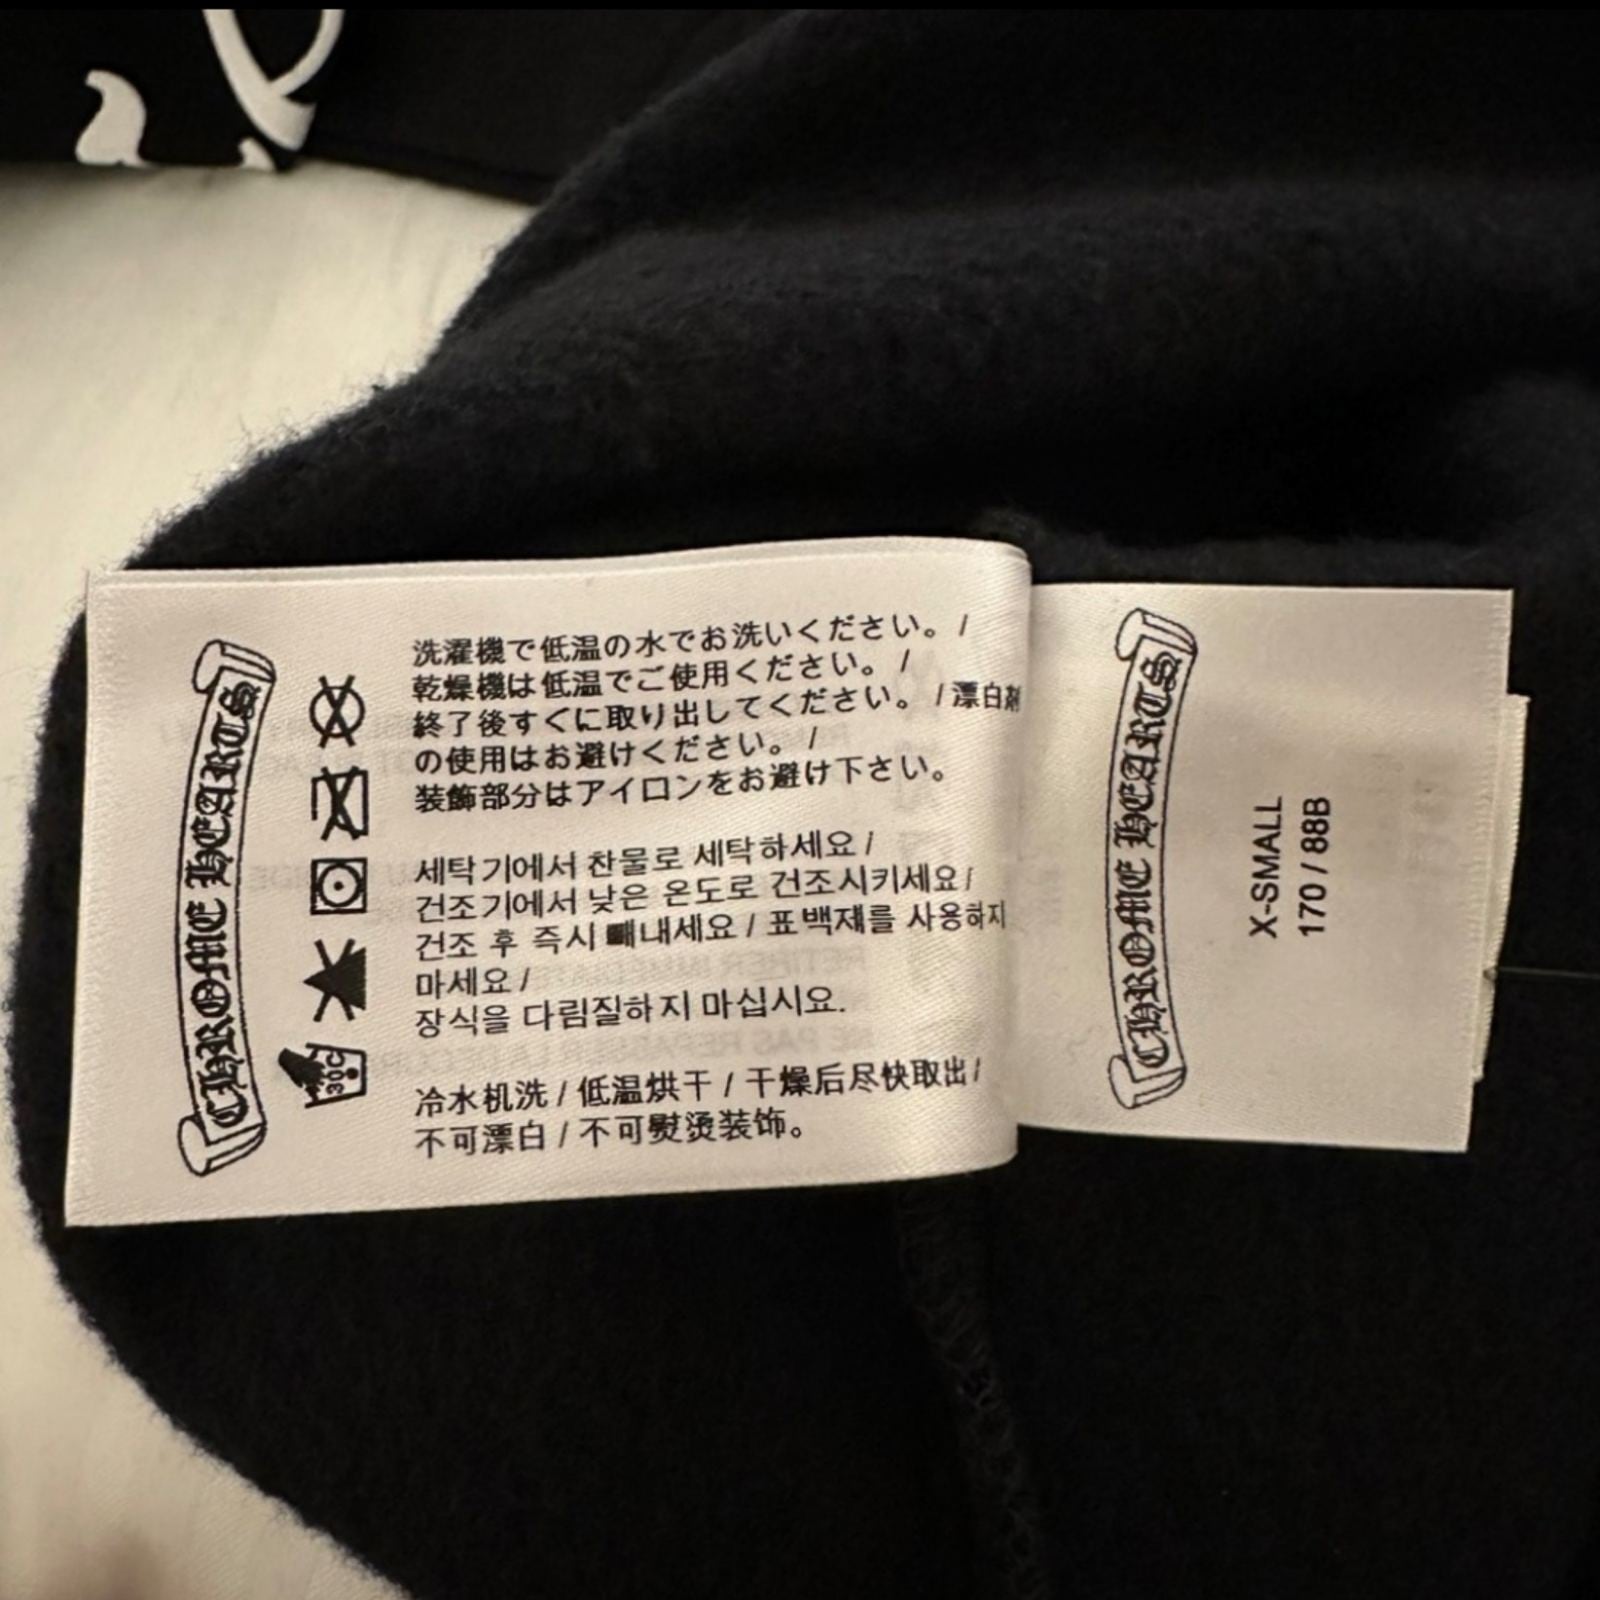 CHROME HEARTS
洗濯機で低温の水でお洗いください。 /
乾燥機は低温でご使用ください。 /
終了後すぐに取り出してください。 / 漂白剤
の使用はお避けください。 /
装飾部分はアイロンをお避け下さい。
세탁기에서 찬물로 세탁하세요 /
건조기에서 낮은 온도로 건조시키세요 /
건조 후 즉시 빼내세요 / 표백재를 사용하지
마세요 /
장식을 다림질하지 마십시요.
冷水机洗 / 低温烘干 / 干燥后尽快取出 /
不可漂白 / 不可熨烫装饰。
30C
CHROME HEARTS
X-SMALL
170 / 88B